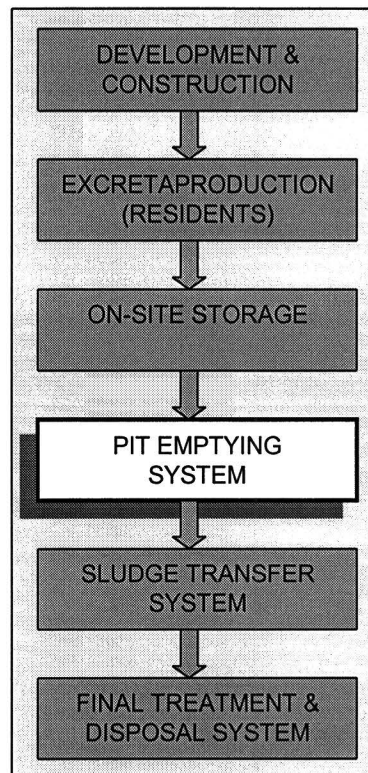 DEVELOPMENT &
CONSTRUCTION
EXCRETAPRODUCTION
(RESIDENTS)
ON-SITE STORAGE
PIT EMPTYING
SYSTEM
SLUDGE TRANSFER
SYSTEM
FINAL TREATMENT &
DISPOSAL SYSTEM